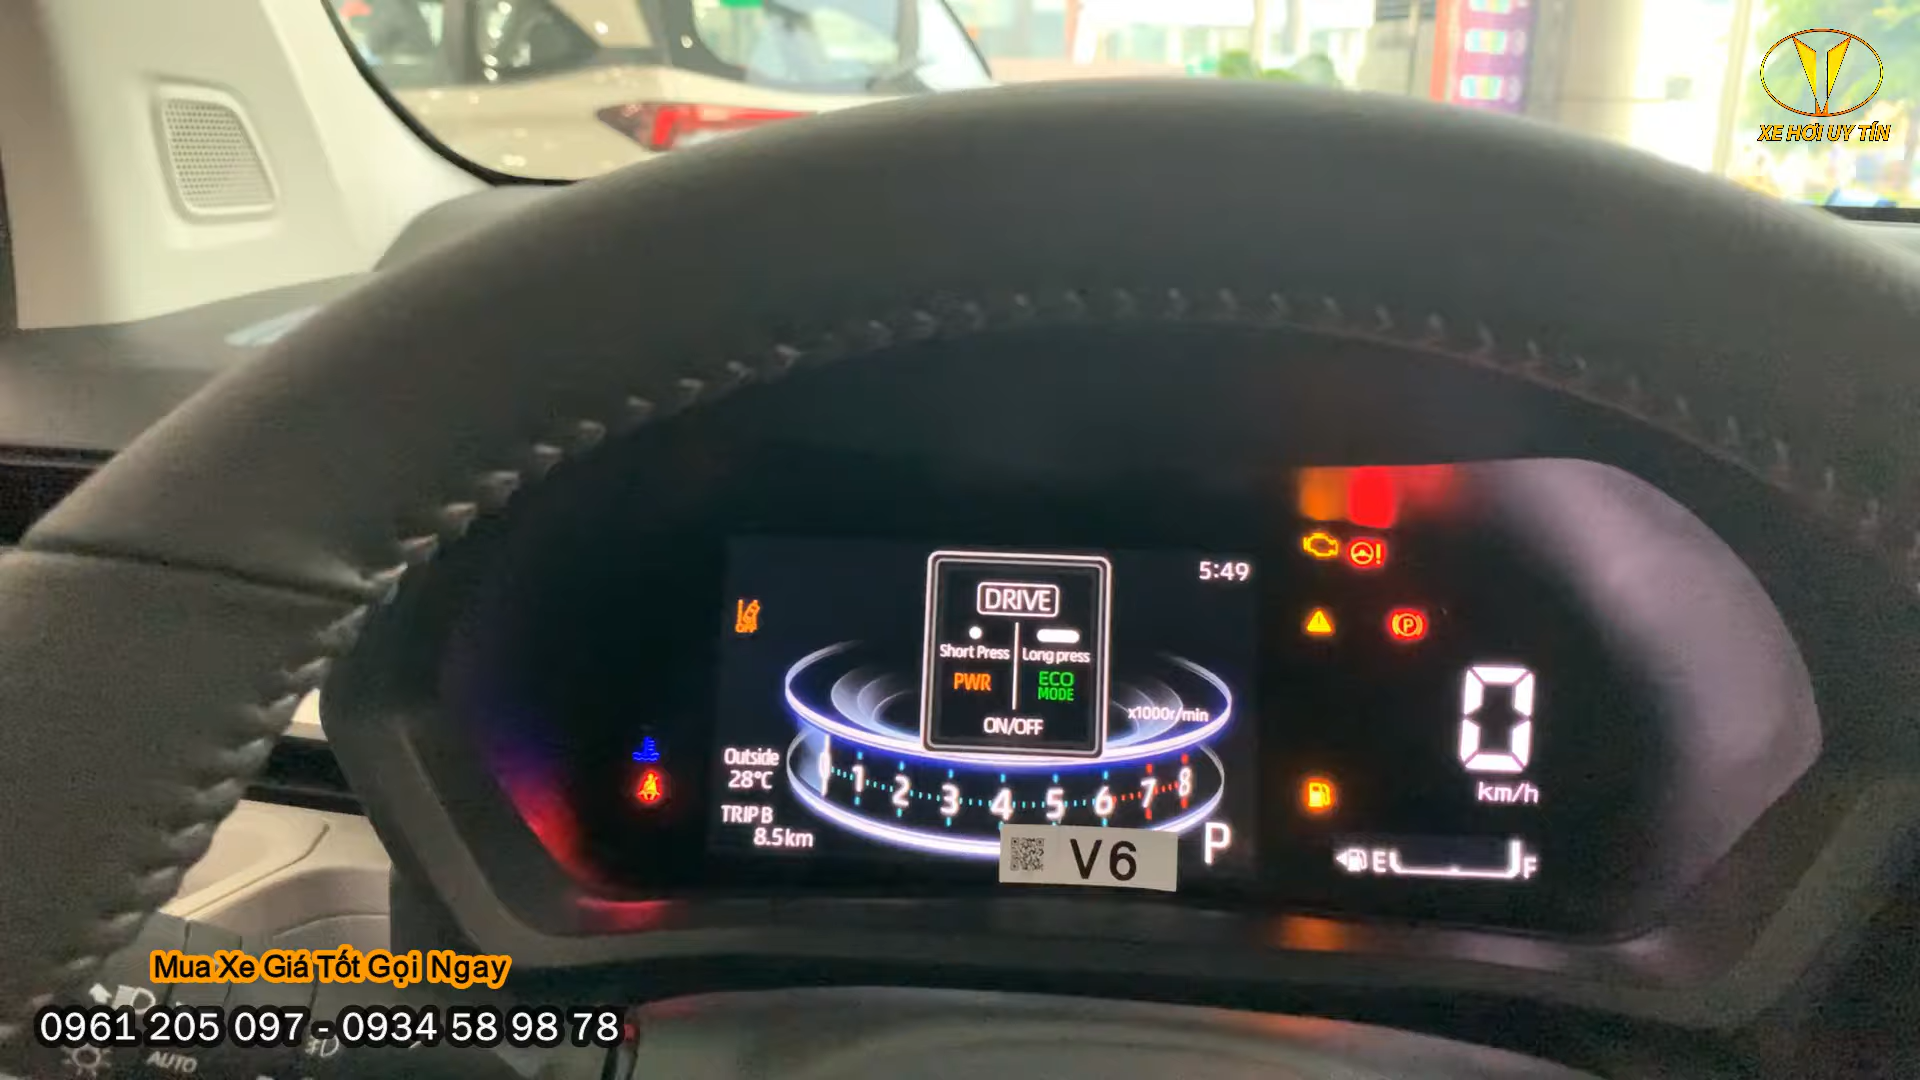 XE HƠI UY TÍN
5:49
DRIVE
Short Press
Long press
PWR
ECO
MODE
ON/OFF
OFF
x1000r/min
Outside
28°C
0 1 2 3 4 5 6 7 8
TRIP B
8.5km
P
V6
0
km/h
E F
Mua Xe Giá Tốt Gọi Ngay
0961 205 097 - 0934 58 98 78
AUTO